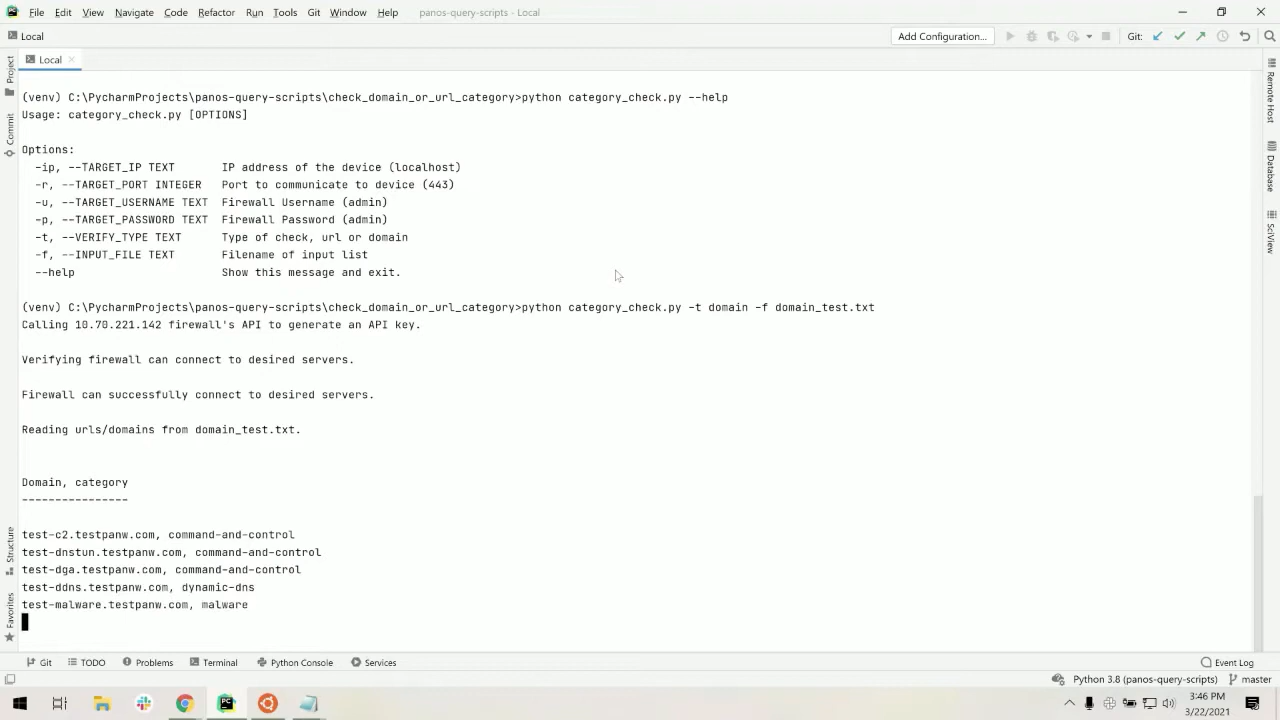 File Edit View Navigate Code Refactor Run Tools Git Window Help panos-query-scripts - Local
Local Add Configuration... Git:
Local
Project
Commit
Structure
Favorites
Remote Host
Database
SciView
(venv) C:\PycharmProjects\panos-query-scripts\check_domain_or_url_category>python category_check.py --help
Usage: category_check.py [OPTIONS]
Options:
-ip, --TARGET_IP TEXT IP address of the device (localhost)
-r, --TARGET_PORT INTEGER Port to communicate to device (443)
-u, --TARGET_USERNAME TEXT Firewall Username (admin)
-p, --TARGET_PASSWORD TEXT Firewall Password (admin)
-t, --VERIFY_TYPE TEXT Type of check, url or domain
-f, --INPUT_FILE TEXT Filename of input list
--help Show this message and exit.
(venv) C:\PycharmProjects\panos-query-scripts\check_domain_or_url_category>python category_check.py -t domain -f domain_test.txt
Calling 10.70.221.142 firewall's API to generate an API key.
Verifying firewall can connect to desired servers.
Firewall can successfully connect to desired servers.
Reading urls/domains from domain_test.txt.
Domain, category
----------------
test-c2.testpanw.com, command-and-control
test-dnstun.testpanw.com, command-and-control
test-dga.testpanw.com, command-and-control
test-ddns.testpanw.com, dynamic-dns
test-malware.testpanw.com, malware
Git TODO Problems Terminal Python Console Services Event Log
Python 3.8 (panos-query-scripts) master
3:46 PM
3/22/2021